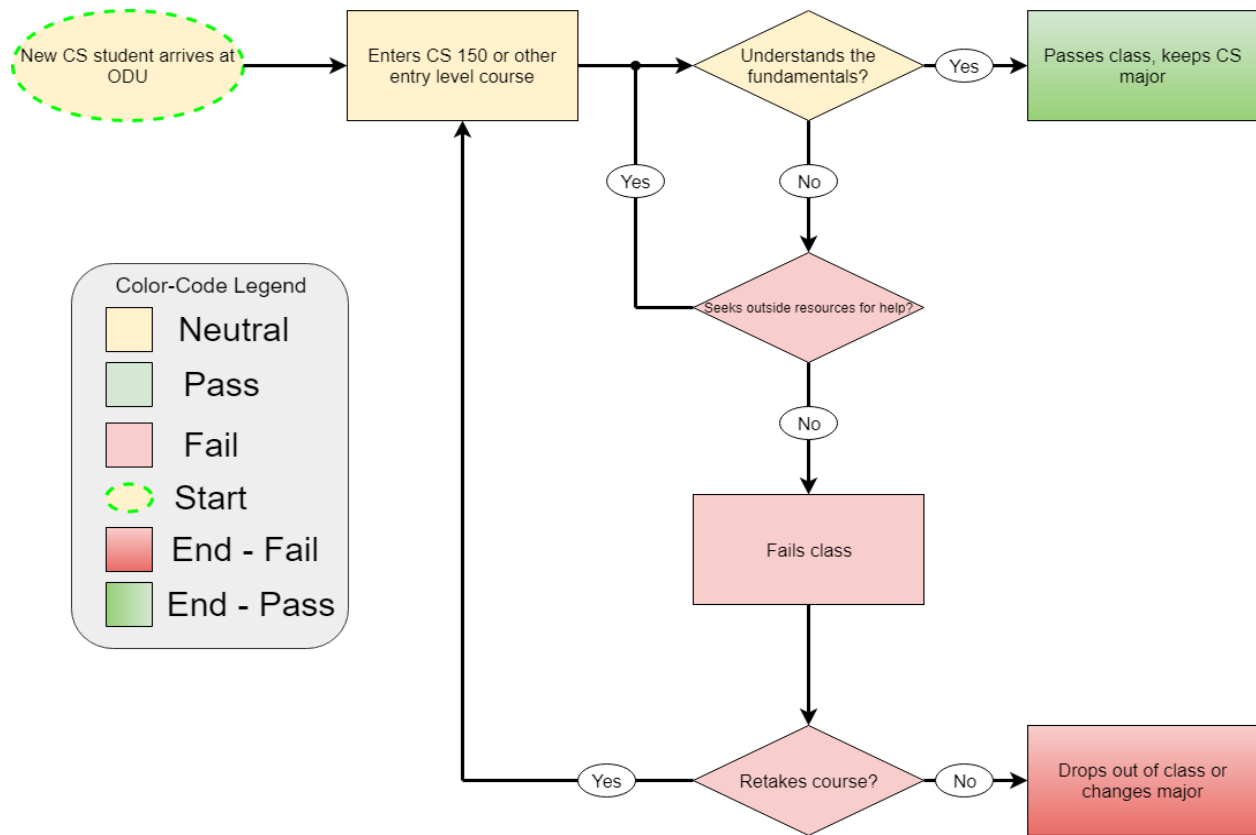 New CS student arrives at
ODU
Enters CS 150 or other
entry level course
Understands the
fundamentals?
Yes
Passes class, keeps CS
major
Yes
No
Seeks outside resources for help?
No
Fails class
Retakes course?
Yes
No
Drops out of class or
changes major
Color-Code Legend
Neutral
Pass
Fail
Start
End - Fail
End - Pass